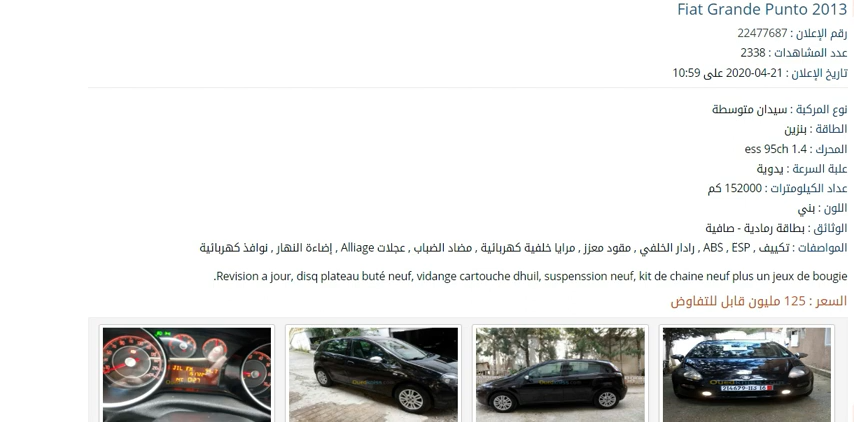 Fiat Grande Punto 2013
رقم الإعلان : 22477687
عدد المشاهدات : 2338
تاريخ الإعلان : 21-04-2020 على 10:59
نوع المركبة : سيدان متوسطة
الطاقة : بنزين
المحرك : 1.4 ess 95ch
علبة السرعة : يدوية
عداد الكيلومترات : 152000 كم
اللون : بني
الوثائق : بطاقة رمادية - صافية
المواصفات : تكييف , ABS , ESP , رادار الخلفي , مقود معزز , مرايا خلفية كهربائية , مضاد الضباب , عجلات Alliage , إضاءة النهار , نوافذ كهربائية
.Revision a jour, disq plateau buté neuf, vidange cartouche dhuil, suspenssion neuf, kit de chaine neuf plus un jeux de bougie
السعر : 125 مليون قابل للتفاوض